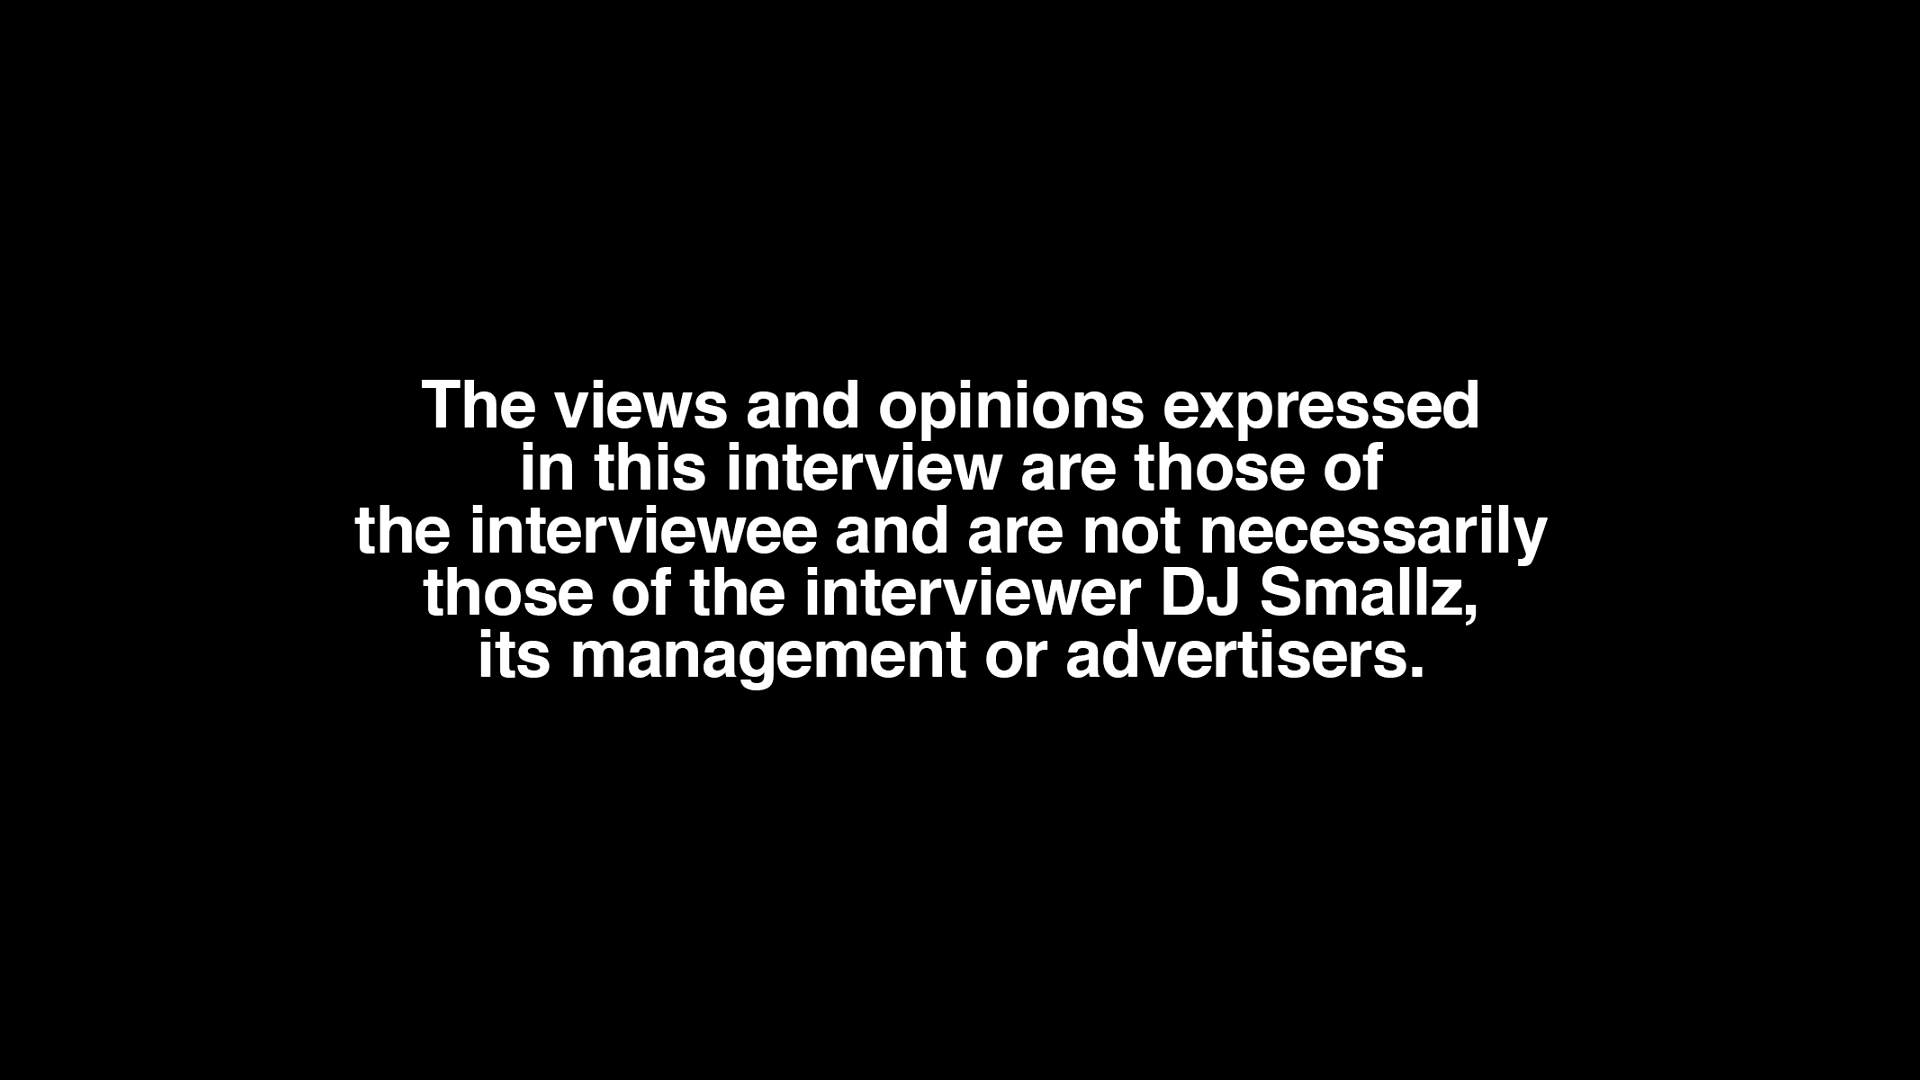 The views and opinions expressed
in this interview are those of
the interviewee and are not necessarily
those of the interviewer DJ Smallz,
its management or advertisers.